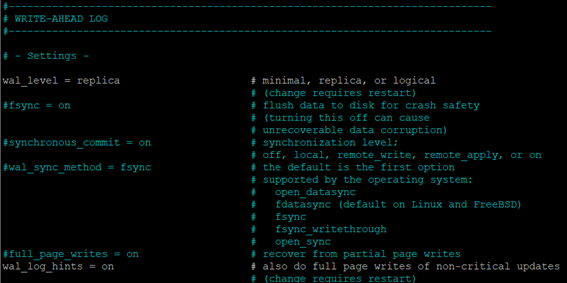 #------------------------------------------------------------------------------
# WRITE-AHEAD LOG
#------------------------------------------------------------------------------
# - Settings -
wal_level = replica # minimal, replica, or logical
# (change requires restart)
#fsync = on # flush data to disk for crash safety
# (turning this off can cause
# unrecoverable data corruption)
#synchronous_commit = on # synchronization level;
# off, local, remote_write, remote_apply, or on
#wal_sync_method = fsync # the default is the first option
# supported by the operating system:
# open_datasync
# fdatasync (default on Linux and FreeBSD)
# fsync
# fsync_writethrough
# open_sync
#full_page_writes = on # recover from partial page writes
wal_log_hints = on # also do full page writes of non-critical updates
# (change requires restart)